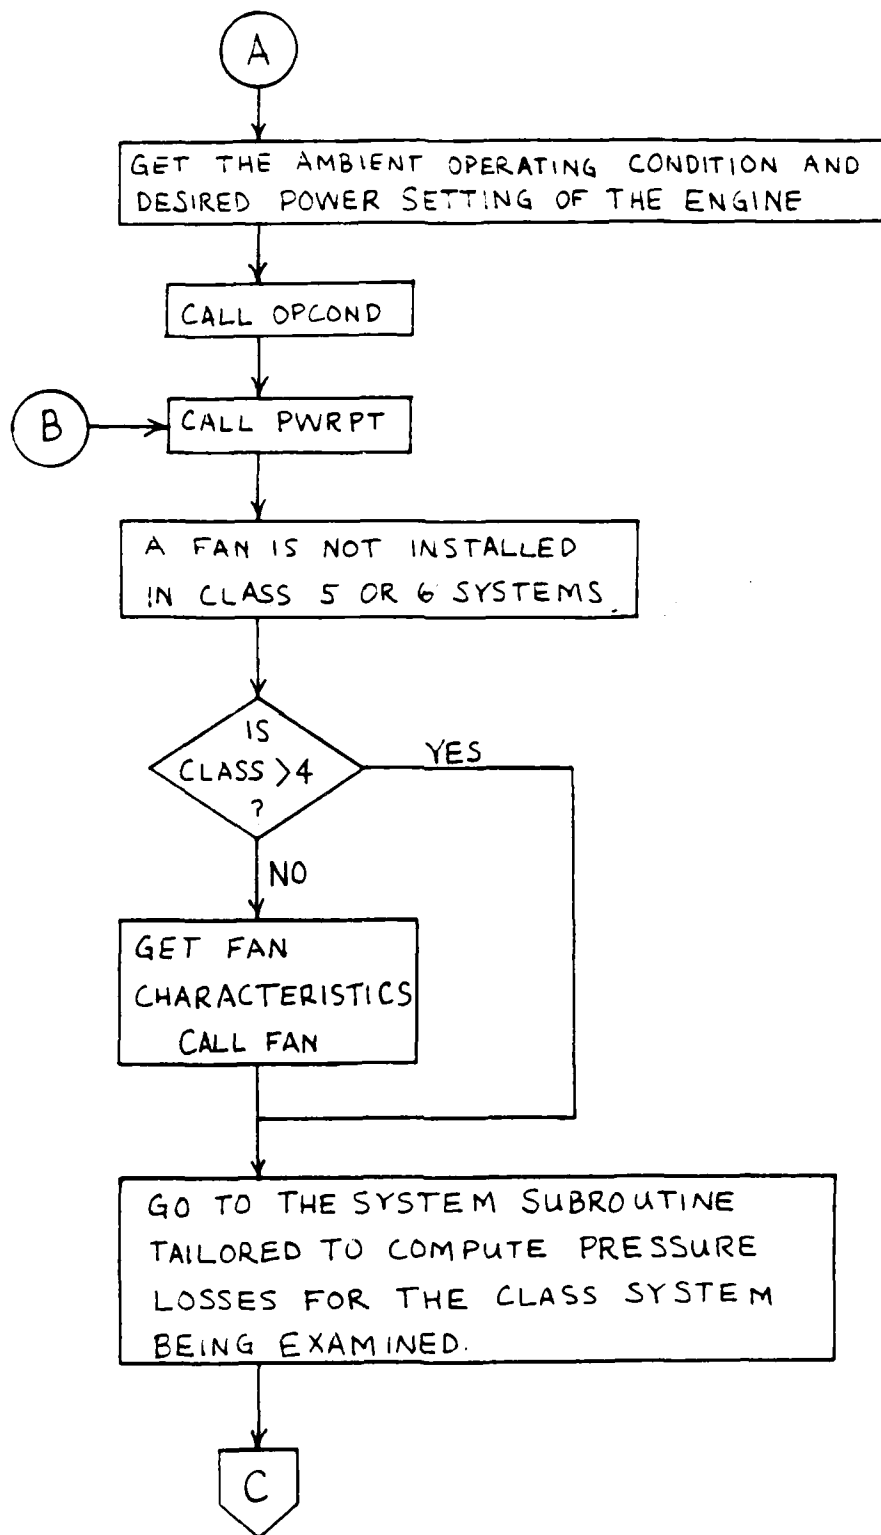 A
GET THE AMBIENT OPERATING CONDITION AND
DESIRED POWER SETTING OF THE ENGINE
CALL OPCOND
B
CALL PWRPT
A FAN IS NOT INSTALLED
IN CLASS 5 OR 6 SYSTEMS.
IS
CLASS >4
?
YES
NO
GET FAN
CHARACTERISTICS
CALL FAN
GO TO THE SYSTEM SUBROUTINE
TAILORED TO COMPUTE PRESSURE
LOSSES FOR THE CLASS SYSTEM
BEING EXAMINED.
C